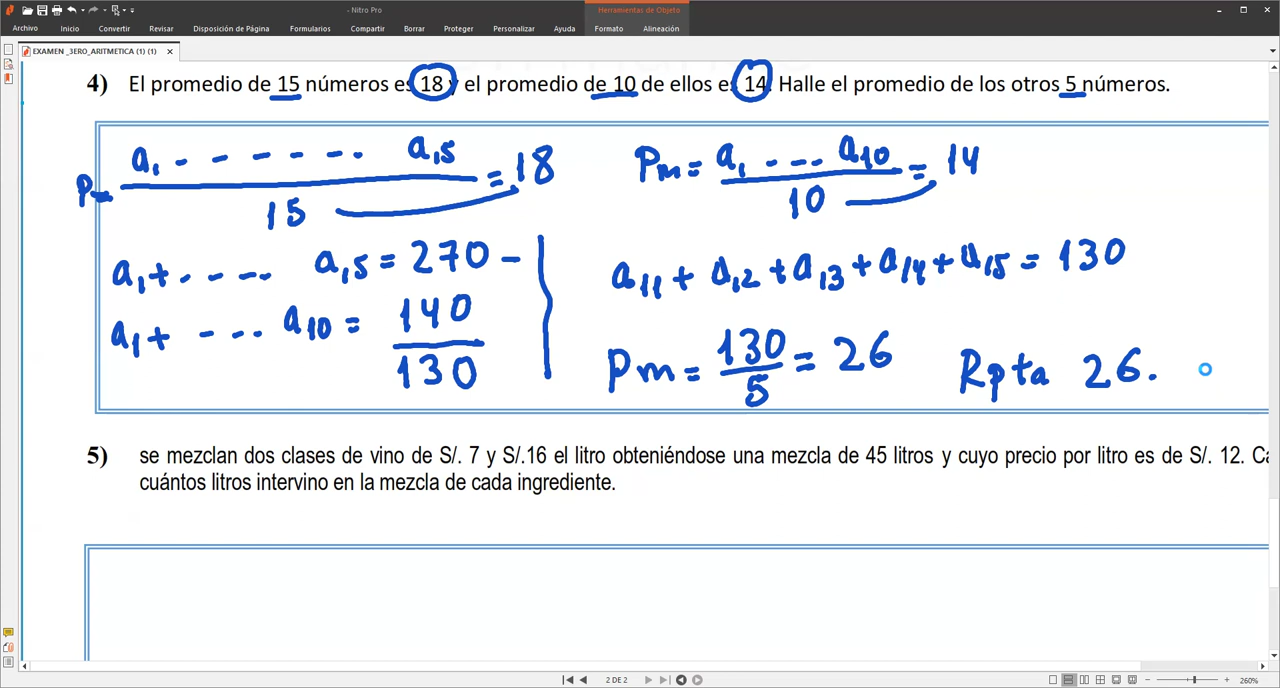 - Nitro Pro
Herramientas de Objeto
Archivo Inicio Convertir Revisar Disposición de Página Formularios Compartir Borrar Proteger Personalizar Ayuda Formato Alineación
EXAMEN _3ERO_ARITMETICA (1) (1) ×
4) El promedio de 15 números es 18 y el promedio de 10 de ellos es 14. Halle el promedio de los otros 5 números.
P= a1 - - - - - - - a15 / 15 = 18
Pm = a1 - - - a10 / 10 = 14
a1 + - - - - a15 = 270 -
a1 + - - - a10 = 140
130
a11 + a12 + a13 + a14 + a15 = 130
Pm = 130 / 5 = 26
Rpta 26.
5) se mezclan dos clases de vino de S/. 7 y S/.16 el litro obteniéndose una mezcla de 45 litros y cuyo precio por litro es de S/. 12. Ca
cuántos litros intervino en la mezcla de cada ingrediente.
2 DE 2
260%